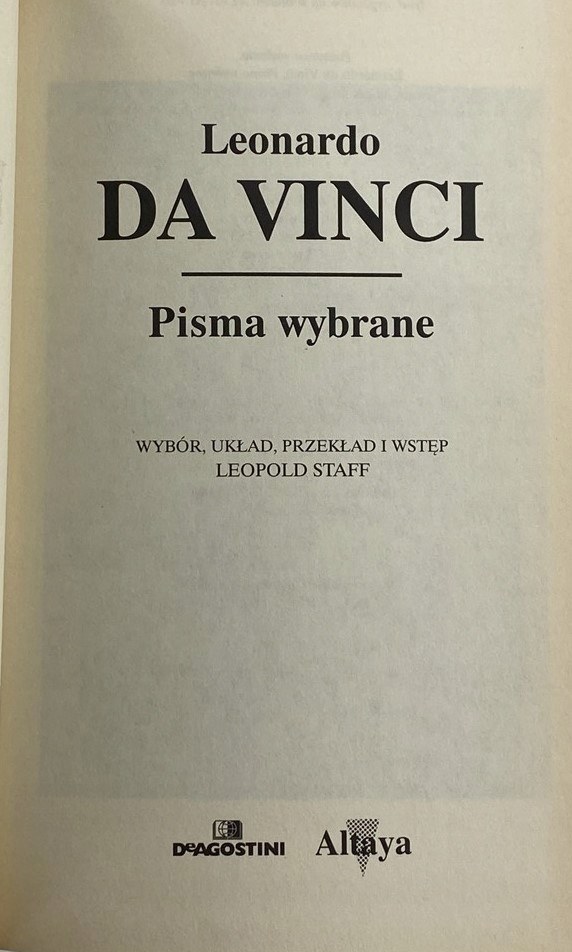 Leonardo
DA VINCI
Pisma wybrane
WYBÓR, UKŁAD, PRZEKŁAD I WSTĘP
LEOPOLD STAFF
DeAGOSTINI Altaya